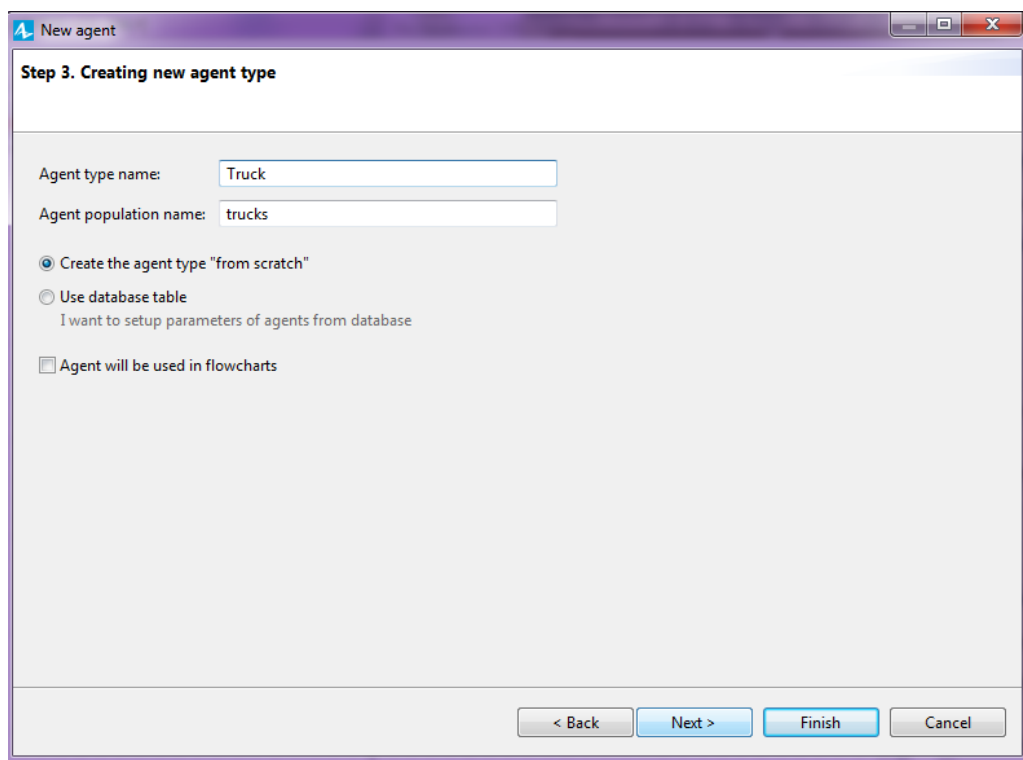 New agent
Step 3. Creating new agent type
Agent type name: Truck
Agent population name: trucks
Create the agent type "from scratch"
Use database table
I want to setup parameters of agents from database
Agent will be used in flowcharts
< Back Next > Finish Cancel